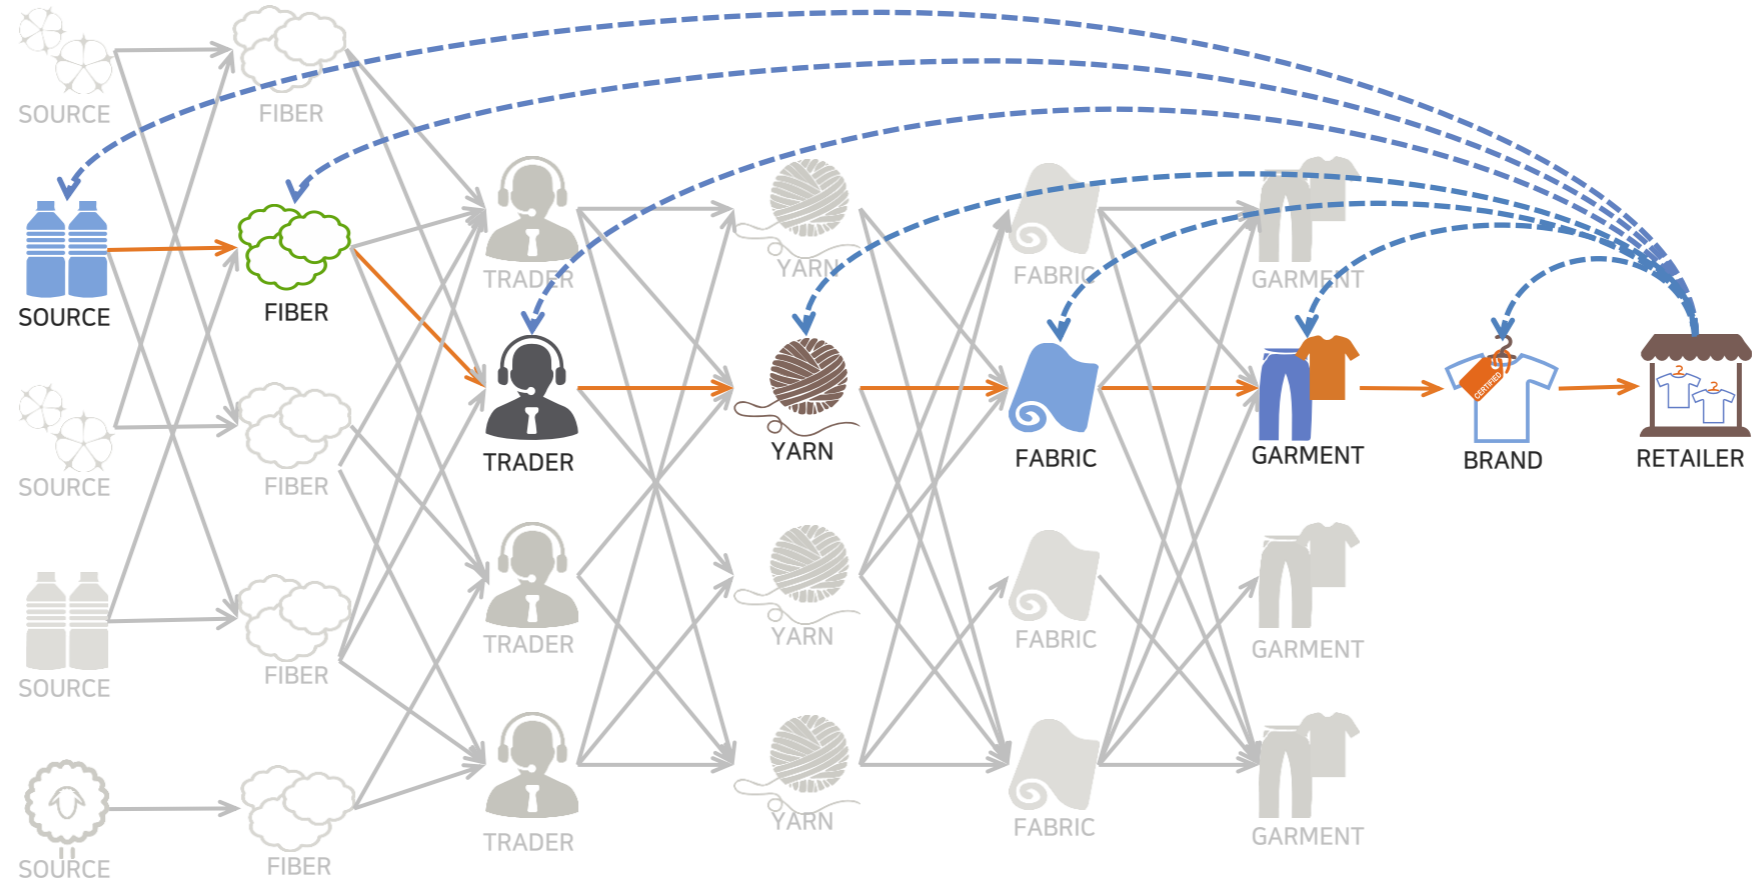 SOURCE
FIBER
SOURCE
FIBER
TRADER
YARN
FABRIC
GARMENT
TRADER
YARN
FABRIC
GARMENT
CERTIFIED
BRAND
RETAILER
SOURCE
FIBER
TRADER
YARN
FABRIC
GARMENT
SOURCE
FIBER
TRADER
YARN
FABRIC
GARMENT
SOURCE
FIBER